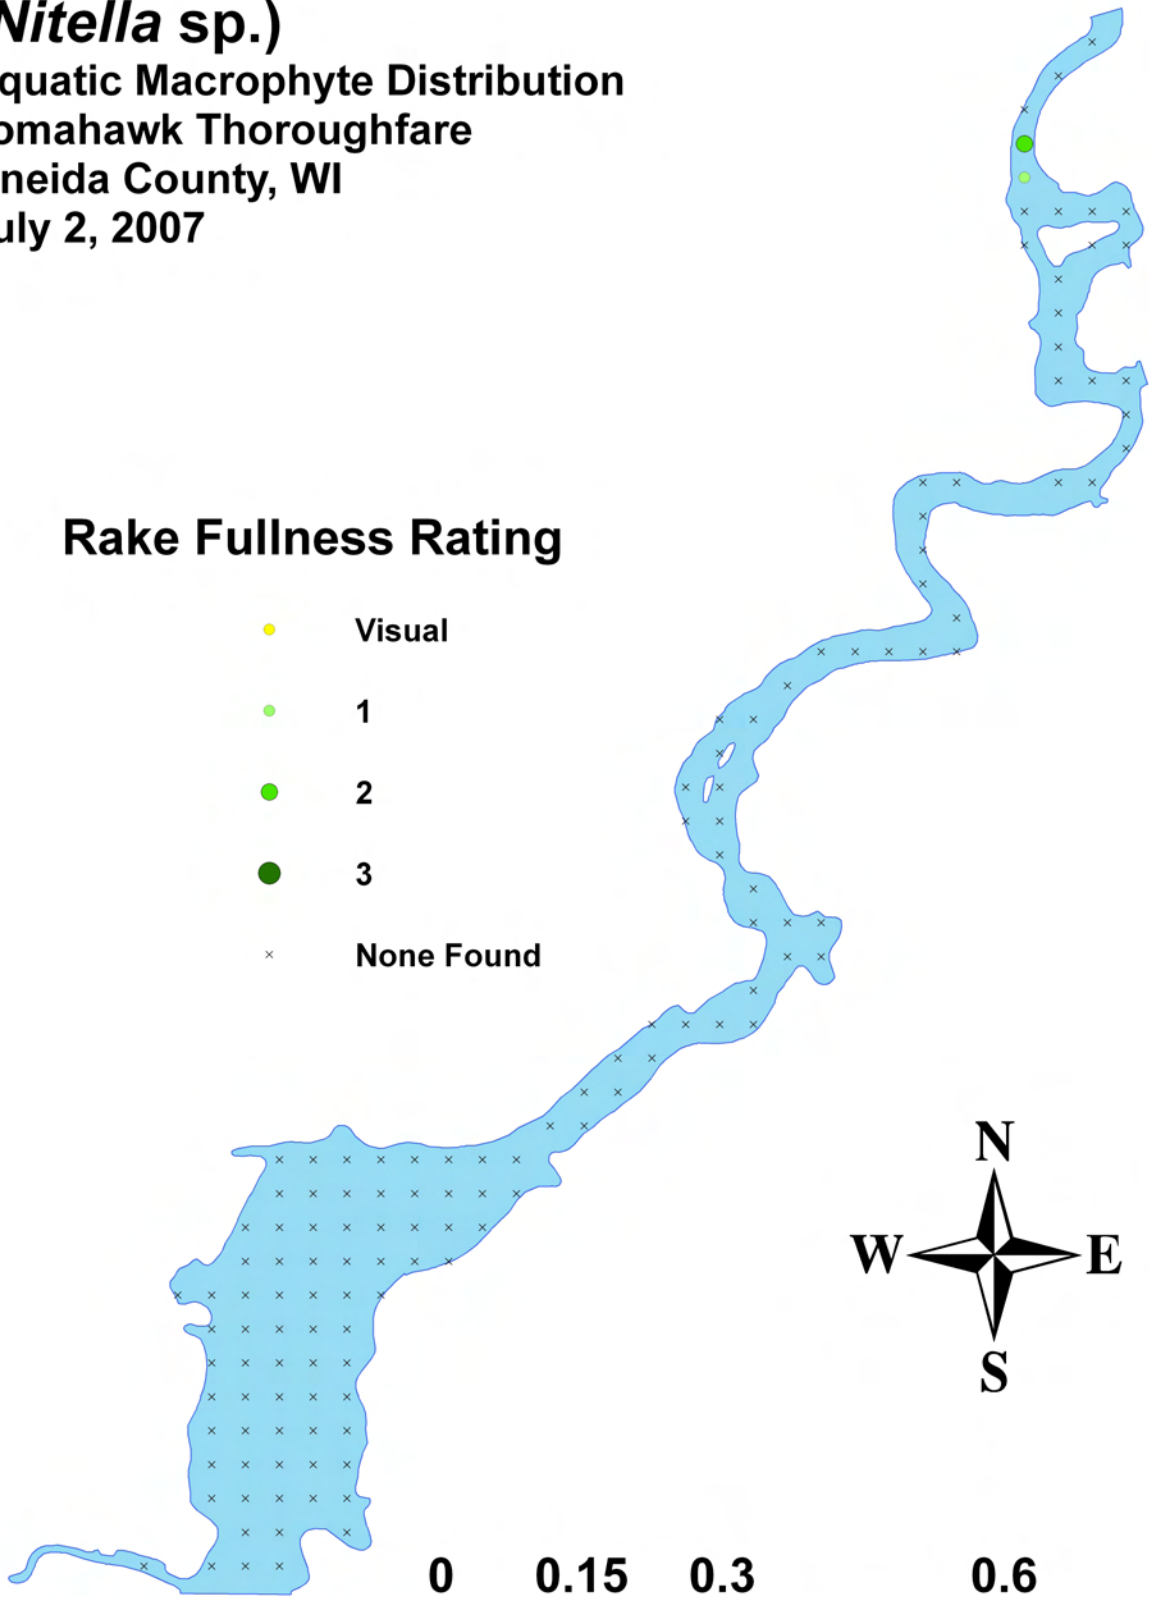 Nitella sp.)
quatic Macrophyte Distribution
omahawk Thoroughfare
neida County, WI
uly 2, 2007
Rake Fullness Rating
Visual
1
2
3
None Found
N
W E
S
0 0.15 0.3 0.6